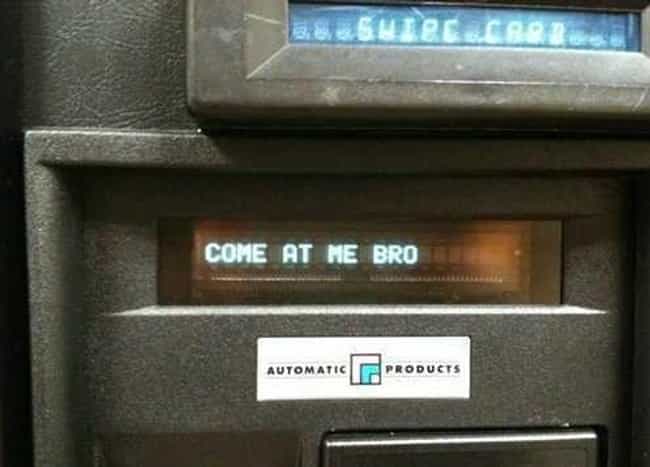 SWIPE CARD
COME AT ME BRO
AUTOMATIC PRODUCTS